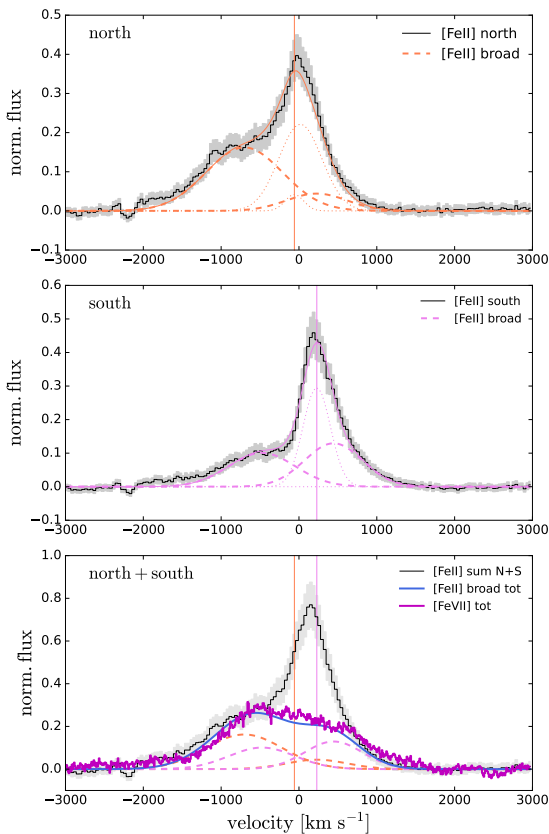 north
[FeII] north
[FeII] broad
norm. flux
0.5
0.4
0.3
0.2
0.1
0.0
−0.1
−3000 −2000 −1000 0 1000 2000 3000
south
[FeII] south
[FeII] broad
norm. flux
0.6
0.5
0.4
0.3
0.2
0.1
0.0
−0.1
−3000 −2000 −1000 0 1000 2000 3000
north + south
[FeII] sum N+S
[FeII] broad tot
[FeVII] tot
norm. flux
1.0
0.8
0.6
0.4
0.2
0.0
−3000 −2000 −1000 0 1000 2000 3000
velocity [km s⁻¹]